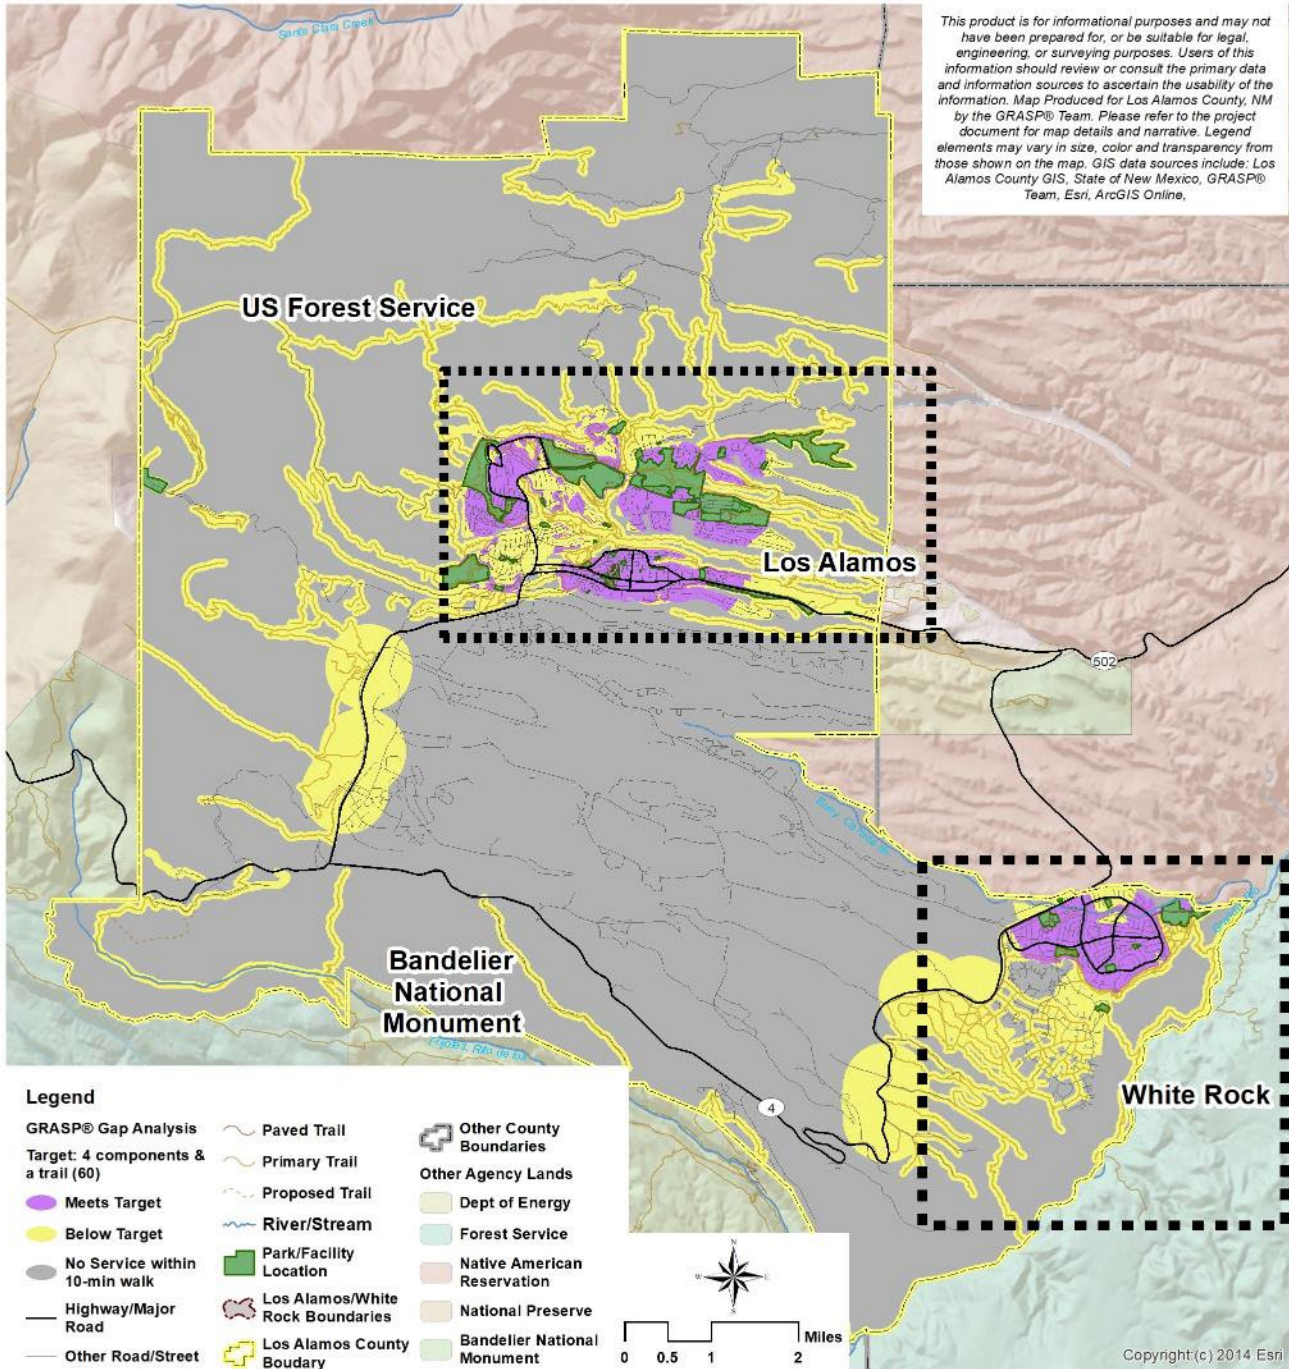 Santa Clara Creek
This product is for informational purposes and may not
have been prepared for, or be suitable for legal,
engineering, or surveying purposes. Users of this
information should review or consult the primary data
and information sources to ascertain the usability of the
information. Map Produced for Los Alamos County, NM
by the GRASP® Team. Please refer to the project
document for map details and narrative. Legend
elements may vary in size, color and transparency from
those shown on the map. GIS data sources include: Los
Alamos County GIS, State of New Mexico, GRASP®
Team, Esri, ArcGIS Online,
US Forest Service
Los Alamos
502
Bandelier
National
Monument
Frijoles, Rito de los
4
White Rock
Legend
GRASP® Gap Analysis
Target: 4 components &
a trail (60)
Meets Target
Below Target
No Service within
10-min walk
Highway/Major
Road
Other Road/Street
Paved Trail
Primary Trail
Proposed Trail
River/Stream
Park/Facility
Location
Los Alamos/White
Rock Boundaries
Los Alamos County
Boudary
Other County
Boundaries
Other Agency Lands
Dept of Energy
Forest Service
Native American
Reservation
National Preserve
Bandelier National
Monument
N
W
E
S
Miles
0 0.5 1 2
Copyright:(c) 2014 Esri